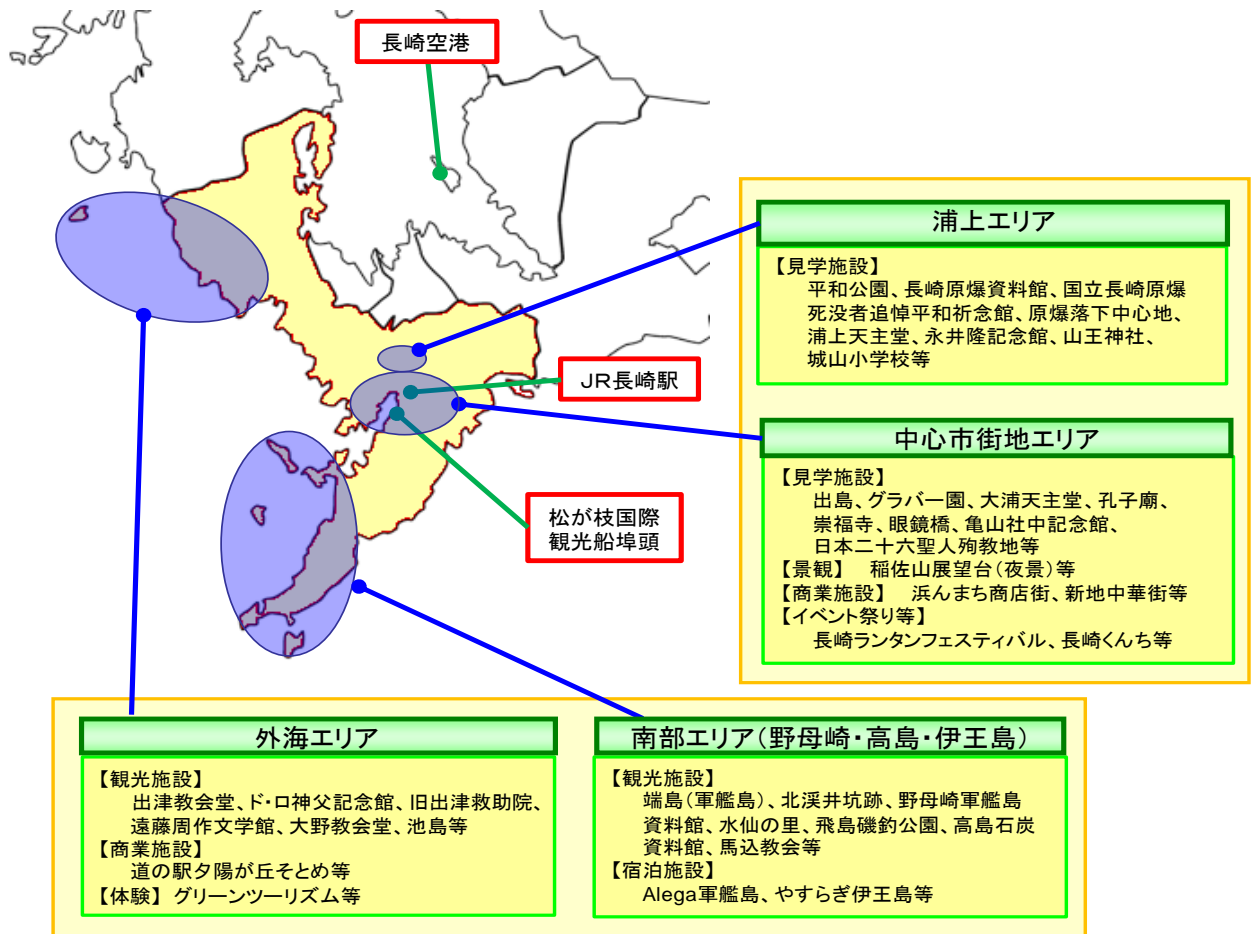 長崎空港
浦上エリア
【見学施設】
平和公園、長崎原爆資料館、国立長崎原爆
死没者追悼平和祈念館、原爆落下中心地、
浦上天主堂、永井隆記念館、山王神社、
城山小学校等
JR長崎駅
中心市街地エリア
【見学施設】
出島、グラバー園、大浦天主堂、孔子廟、
崇福寺、眼鏡橋、亀山社中記念館、
日本二十六聖人殉教地等
【景観】 稲佐山展望台(夜景)等
【商業施設】 浜んまち商店街、新地中華街等
【イベント祭り等】
長崎ランタンフェスティバル、長崎くんち等
松が枝国際
観光船埠頭
外海エリア
【観光施設】
出津教会堂、ド・ロ神父記念館、旧出津救助院、
遠藤周作文学館、大野教会堂、池島等
【商業施設】
道の駅夕陽が丘そとめ等
【体験】 グリーンツーリズム等
南部エリア(野母崎・高島・伊王島)
【観光施設】
端島(軍艦島)、北渓井坑跡、野母崎軍艦島
資料館、水仙の里、飛島磯釣公園、高島石炭
資料館、馬込教会等
【宿泊施設】
Alega軍艦島、やすらぎ伊王島等